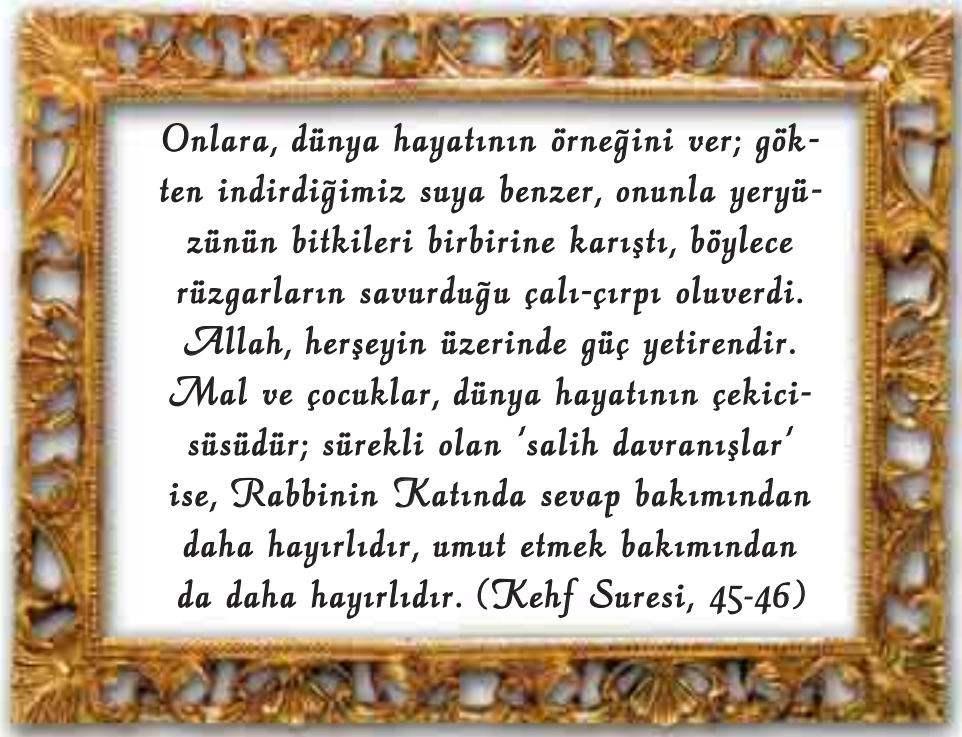 Onlara, dünya hayatının örneğini ver; gök-
ten indirdiğimiz suya benzer, onunla yeryü-
zünün bitkileri birbirine karıştı, böylece
rüzgarların savurduğu çalı-çırpı oluverdi.
Allah, herşeyin üzerinde güç yetirendir.
Mal ve çocuklar, dünya hayatının çekici-
süsüdür; sürekli olan 'salih davranışlar'
ise, Rabbinin Katında sevap bakımından
daha hayırlıdır, umut etmek bakımından
da daha hayırlıdır. (Kehf Suresi, 45-46)